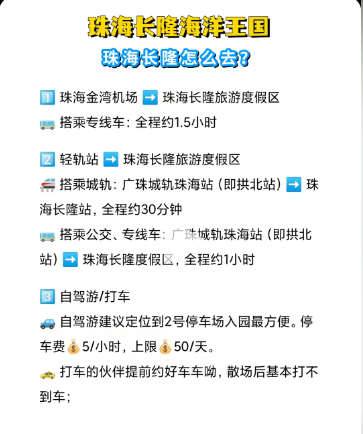 珠海长隆海洋王国
珠海长隆怎么去?
1️⃣ 珠海金湾机场 ➡️ 珠海长隆旅游度假区
🚌 搭乘专线车: 全程约1.5小时
2️⃣ 轻轨站 ➡️ 珠海长隆旅游度假区
🚝 搭乘城轨: 广珠城轨珠海站 (即拱北站) ➡️ 珠
海长隆站, 全程约30分钟
🚌 搭乘公交、专线车: 广珠城轨珠海站 (即拱北
站) ➡️ 珠海长隆度假区, 全程约1小时
3️⃣ 自驾游/打车
🚙 自驾游建议定位到2号停车场入园最方便。停
车费💰5/小时, 上限💰50/天。
🚕 打车的伙伴提前约好车车呦, 散场后基本打不
到车;